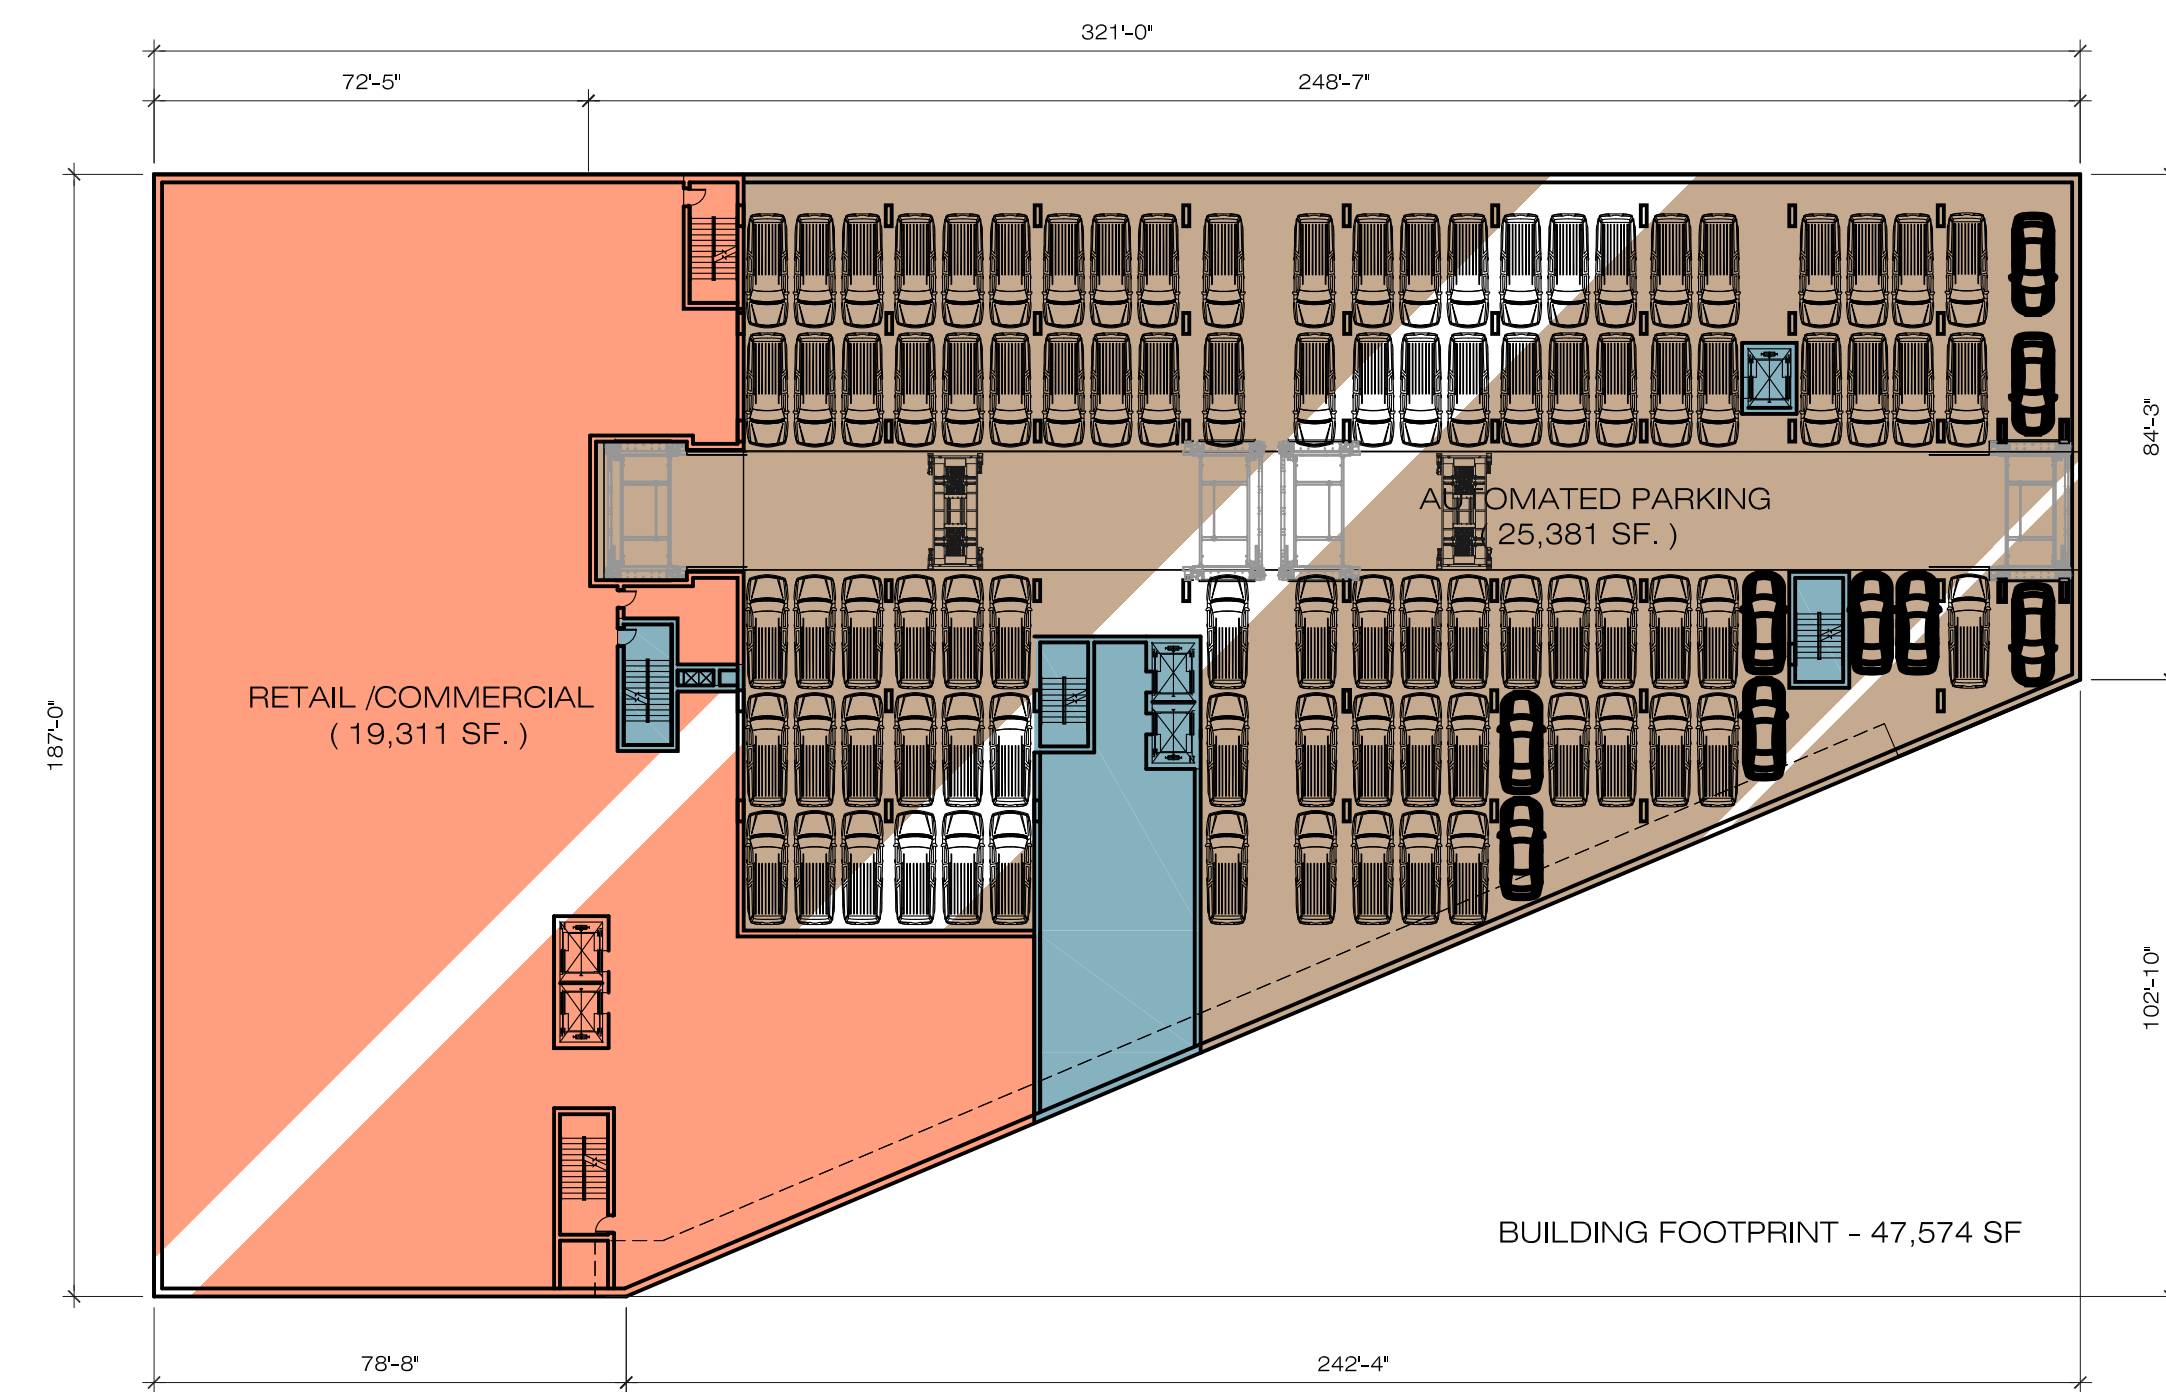 321'-0"
72'-5"
248'-7"
187'-0"
84'-3"
AUTOMATED PARKING
( 25,381 SF. )
RETAIL /COMMERCIAL
( 19,311 SF. )
102'-10"
BUILDING FOOTPRINT - 47,574 SF
78'-8"
242'-4"